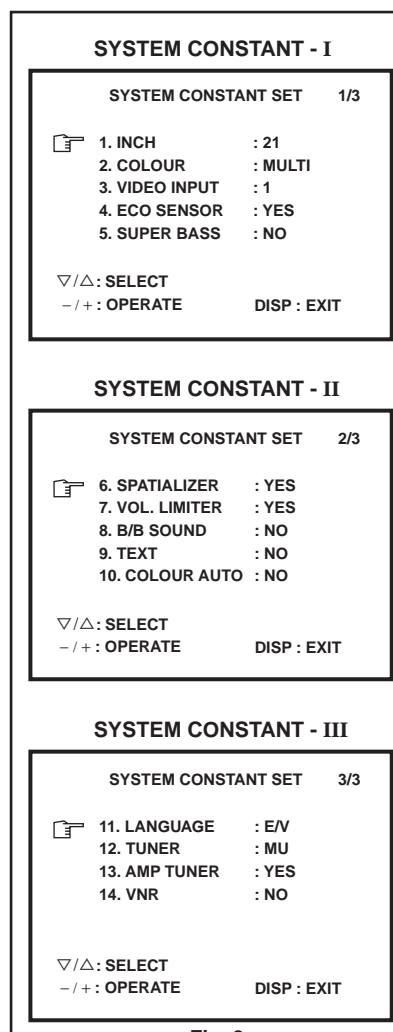 SYSTEM CONSTANT - I
SYSTEM CONSTANT SET 1/3
1. INCH : 21
2. COLOUR : MULTI
3. VIDEO INPUT : 1
4. ECO SENSOR : YES
5. SUPER BASS : NO
▽/△: SELECT
– / + : OPERATE DISP : EXIT
SYSTEM CONSTANT - II
SYSTEM CONSTANT SET 2/3
6. SPATIALIZER : YES
7. VOL. LIMITER : YES
8. B/B SOUND : NO
9. TEXT : NO
10. COLOUR AUTO : NO
▽/△: SELECT
– / + : OPERATE DISP : EXIT
SYSTEM CONSTANT - III
SYSTEM CONSTANT SET 3/3
11. LANGUAGE : E/V
12. TUNER : MU
13. AMP TUNER : YES
14. VNR : NO
▽/△: SELECT
– / + : OPERATE DISP : EXIT